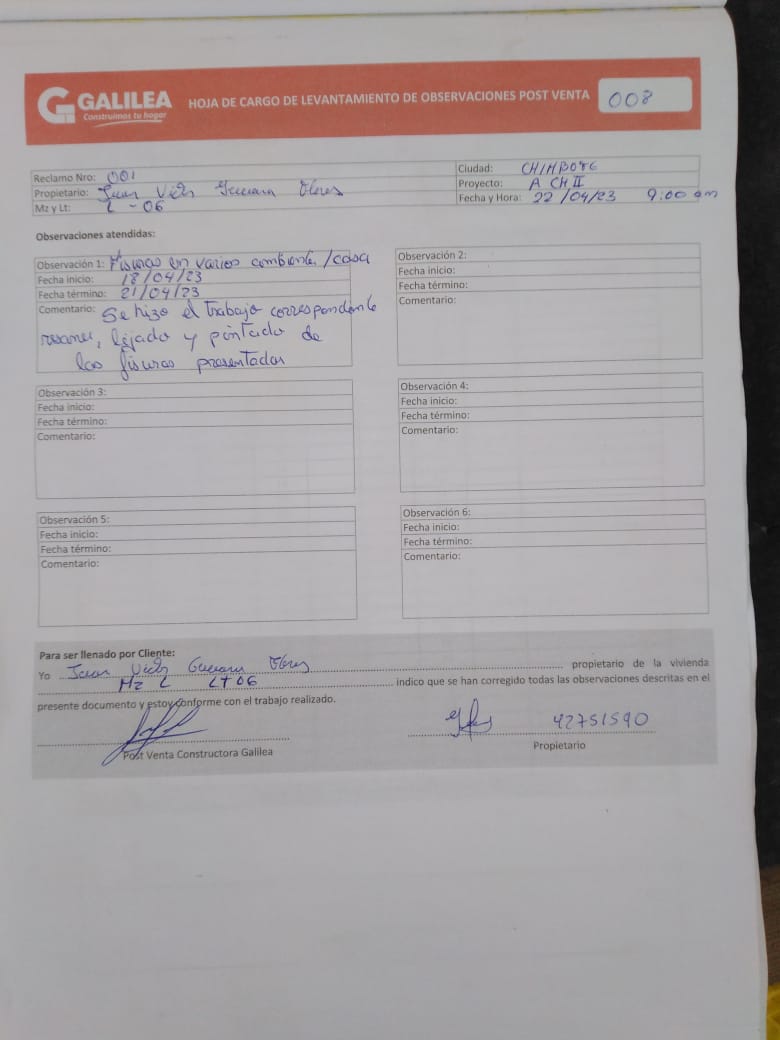 GALILEA
Construimos tu hogar
HOJA DE CARGO DE LEVANTAMIENTO DE OBSERVACIONES POST VENTA 008
Reclamo Nro: 001
Propietario: Juan Guevara Flores
Mz y Lt: L - 06
Ciudad: CHIMBOTE
Proyecto: A CH II
Fecha y Hora: 22/04/23 9:00 am
Observaciones atendidas:
Observación 1: Fisuras en varios ambiente /casa
Fecha inicio: 18/04/23
Fecha término: 21/04/23
Comentario: Se hizo el trabajo correspondiente
resane, lijado y pintado de
las fisuras presentadas
Observación 2:
Fecha inicio:
Fecha término:
Comentario:
Observación 3:
Fecha inicio:
Fecha término:
Comentario:
Observación 4:
Fecha inicio:
Fecha término:
Comentario:
Observación 5:
Fecha inicio:
Fecha término:
Comentario:
Observación 6:
Fecha inicio:
Fecha término:
Comentario:
Para ser llenado por Cliente:
Yo Juan Guevara Flores propietario de la vivienda
Mz L LT 06 indico que se han corregido todas las observaciones descritas en el
presente documento y estoy conforme con el trabajo realizado.
42751590
Post Venta Constructora Galilea
Propietario